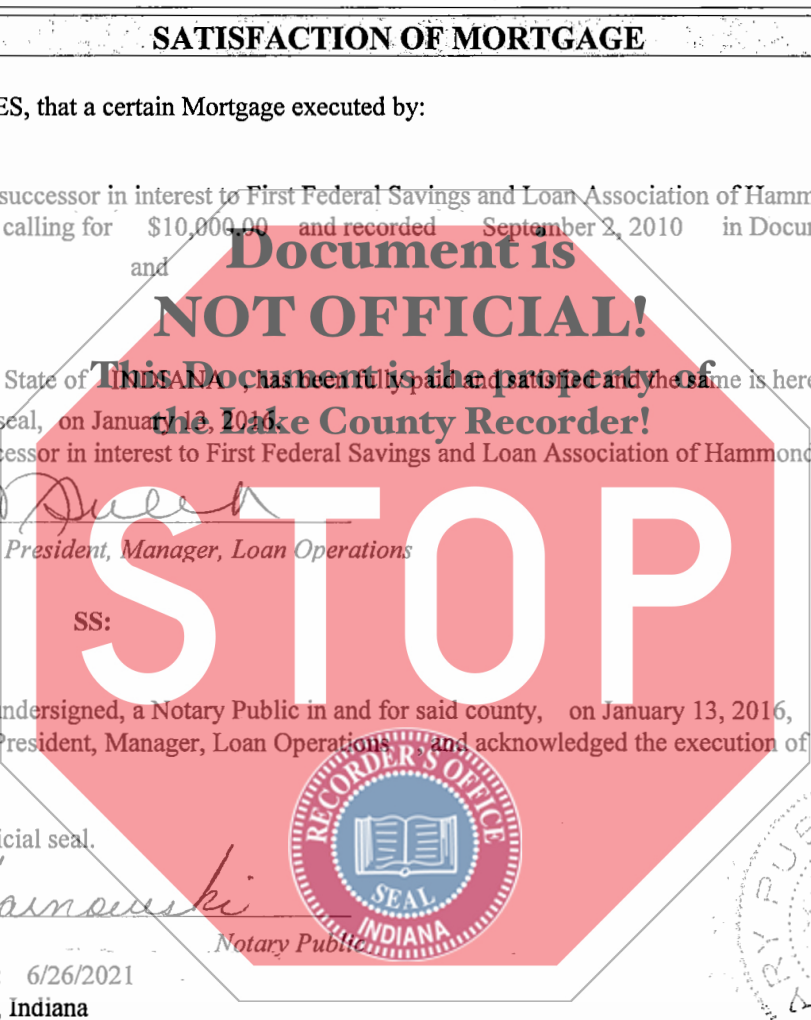 SATISFACTION OF MORTGAGE
ES, that a certain Mortgage executed by:
successor in interest to First Federal Savings and Loan Association of Hamm
calling for $10,000.00 and recorded September 2, 2010 in Docu
Document is
and
NOT OFFICIAL!
This Document is the property of
State of INDIANA , has been fully paid and satisfied and the same is here
the Lake County Recorder!
seal, on January 13, 2016.
cessor in interest to First Federal Savings and Loan Association of Hammond
President, Manager, Loan Operations
STOP
SS:
ndersigned, a Notary Public in and for said county, on January 13, 2016,
President, Manager, Loan Operations , and acknowledged the execution of
RECORDER'S OFFICE
SEAL
INDIANA
icial seal.
Notary Public
6/26/2021
, Indiana
RY PU